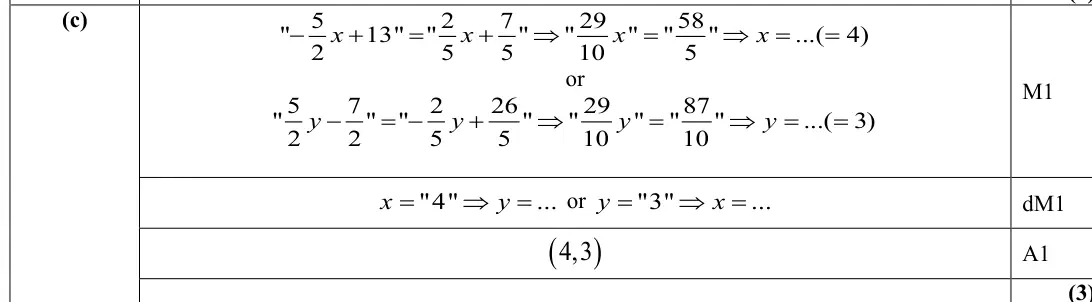 (c)
"-5/2 x + 13" = "2/5 x + 7/5" ⇒ "29/10 x" = "58/5" ⇒ x = ...(= 4)
or
"5/2 y - 7/2" = "-2/5 y + 26/5" ⇒ "29/10 y" = "87/10" ⇒ y = ...(= 3)
M1
x = "4" ⇒ y = ... or y = "3" ⇒ x = ...
dM1
(4,3)
A1
(3)